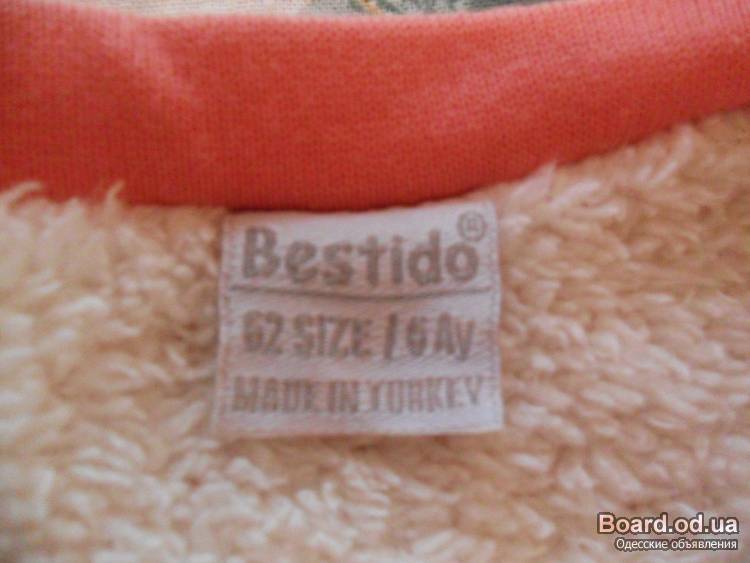 Bestido®
62 SIZE / 6 Ay
MADE IN TURKEY
Board.od.ua
Одесские объявления